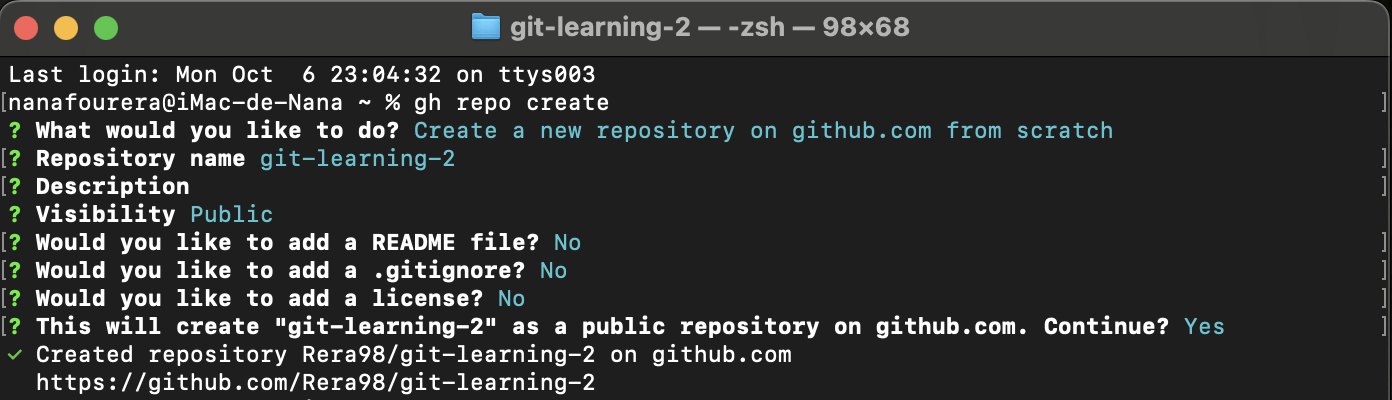 git-learning-2 — -zsh — 98×68
Last login: Mon Oct  6 23:04:32 on ttys003
[nanafourera@iMac-de-Nana ~ % gh repo create ]
? What would you like to do? Create a new repository on github.com from scratch
[? Repository name git-learning-2 ]
[? Description ]
? Visibility Public
[? Would you like to add a README file? No ]
[? Would you like to add a .gitignore? No ]
[? Would you like to add a license? No ]
[? This will create "git-learning-2" as a public repository on github.com. Continue? Yes ]
✓ Created repository Rera98/git-learning-2 on github.com
https://github.com/Rera98/git-learning-2